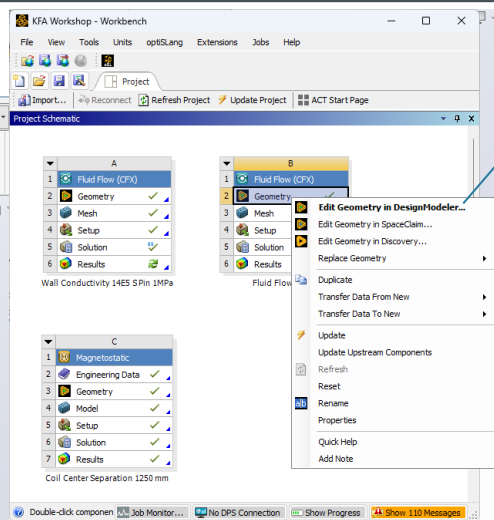 KFA Workshop - Workbench
File View Tools Units optiSLang Extensions Jobs Help
Project
Import... Reconnect Refresh Project Update Project ACT Start Page
Project Schematic
A
1 Fluid Flow (CFX)
2 Geometry
3 Mesh
4 Setup
5 Solution
6 Results
Wall Conductivity 14E5 SPin 1MPa
B
1 Fluid Flow (CFX)
2 Geometry
3 Mesh
4 Setup
5 Solution
6 Results
Fluid Flow
Edit Geometry in DesignModeler...
Edit Geometry in SpaceClaim...
Edit Geometry in Discovery...
Replace Geometry
Duplicate
Transfer Data From New
Transfer Data To New
Update
Update Upstream Components
Refresh
Reset
a|b Rename
Properties
Quick Help
Add Note
C
1 Magnetostatic
2 Engineering Data
3 Geometry
4 Model
5 Setup
6 Solution
7 Results
Coil Center Separation 1250 mm
Double-click componen Job Monitor... No DPS Connection Show Progress Show 110 Messages